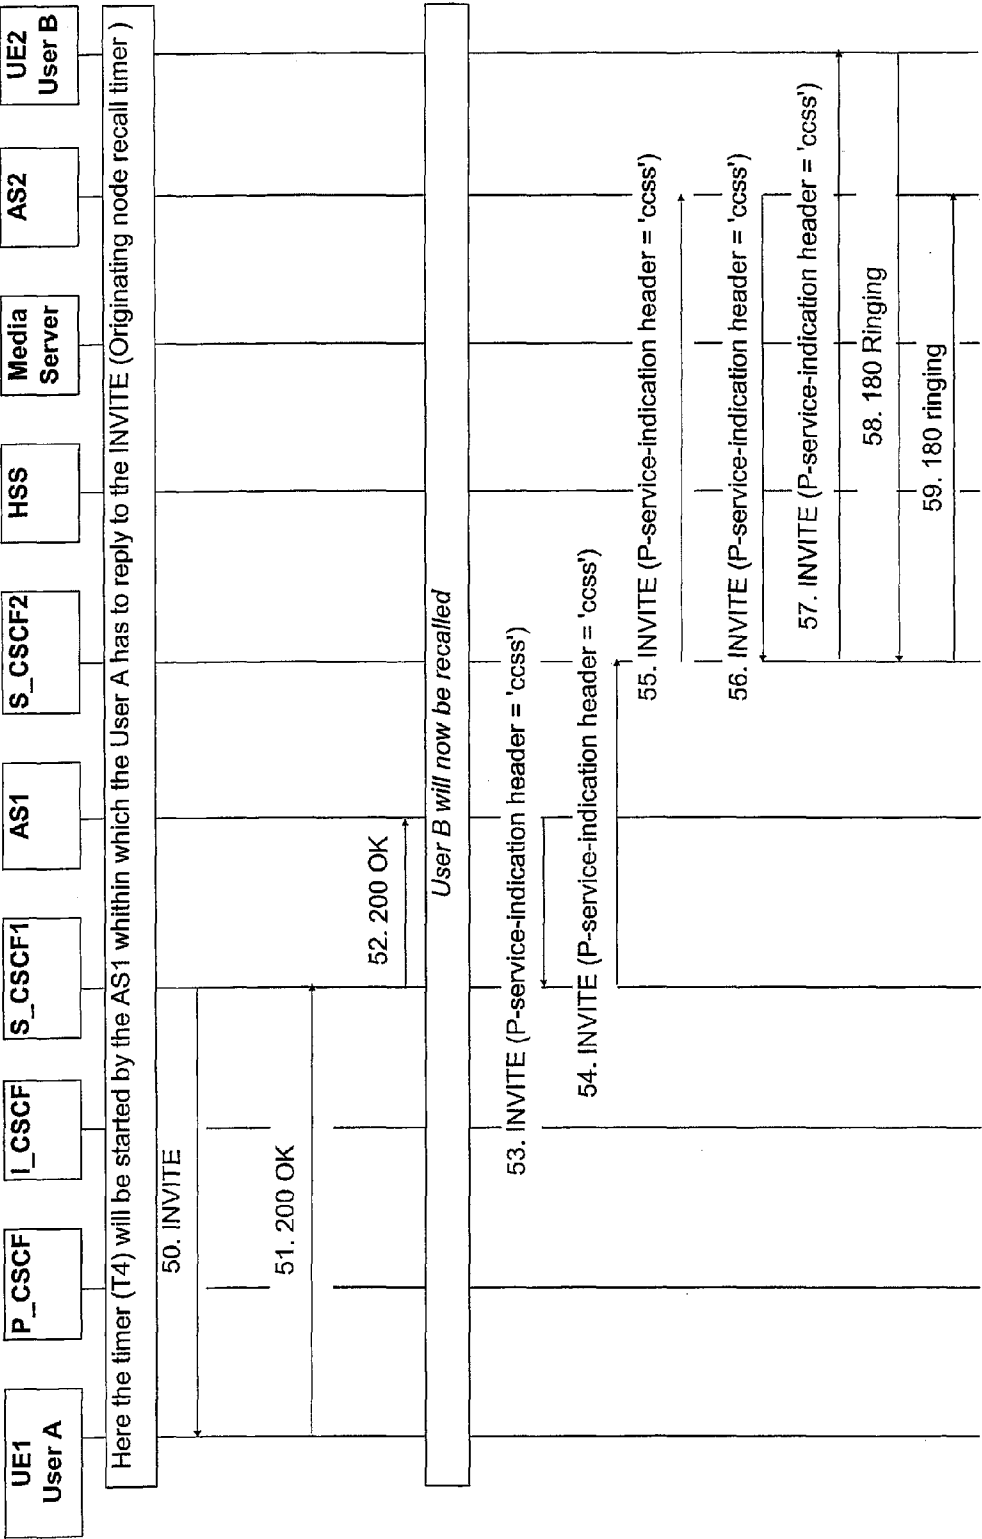 UE1
User A
P_CSCF
I_CSCF
S_CSCF1
AS1
S_CSCF2
HSS
Media
Server
AS2
UE2
User B
Here the timer (T4) will be started by the AS1 whithin which the User A has to reply to the INVITE (Originating node recall timer )
50. INVITE
51. 200 OK
52. 200 OK
User B will now be recalled
53. INVITE (P-service-indication header = 'ccss')
54. INVITE (P-service-indication header = 'ccss')
55. INVITE (P-service-indication header = 'ccss')
56. INVITE (P-service-indication header = 'ccss')
57. INVITE (P-service-indication header = 'ccss')
58. 180 Ringing
59. 180 ringing